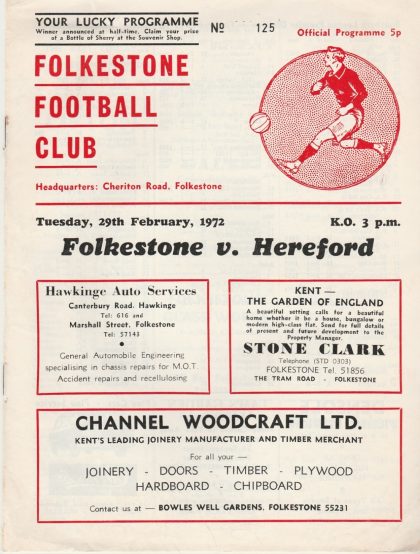 YOUR LUCKY PROGRAMME
Winner announced at half-time. Claim your prize
of a Bottle of Sherry at the Souvenir Shop.
No 125
Official Programme 5p
FOLKESTONE
FOOTBALL
CLUB
Headquarters: Cheriton Road, Folkestone
Tuesday, 29th February, 1972
K.O. 3 p.m.
Folkestone v. Hereford
Hawkinge Auto Services
Canterbury Road, Hawkinge
Tel: 616 and
Marshall Street, Folkestone
Tel: 57143
General Automobile Engineering
specialising in chassis repairs for M.O.T.
Accident repairs and recellulosing
KENT —
THE GARDEN OF ENGLAND
A beautiful setting calls for a beautiful
home whether it be a house, bungalow or
modern high-class flat. Send for full details
of present and future development to the
Property Manager.
STONE CLARK
Telephone (STD 0303)
FOLKESTONE Tel. 51856
THE TRAM ROAD - FOLKESTONE
CHANNEL WOODCRAFT LTD.
KENT'S LEADING JOINERY MANUFACTURER AND TIMBER MERCHANT
For all your —
JOINERY - DOORS - TIMBER - PLYWOOD
HARDBOARD - CHIPBOARD
Contact us at — BOWLES WELL GARDENS, FOLKESTONE 55231